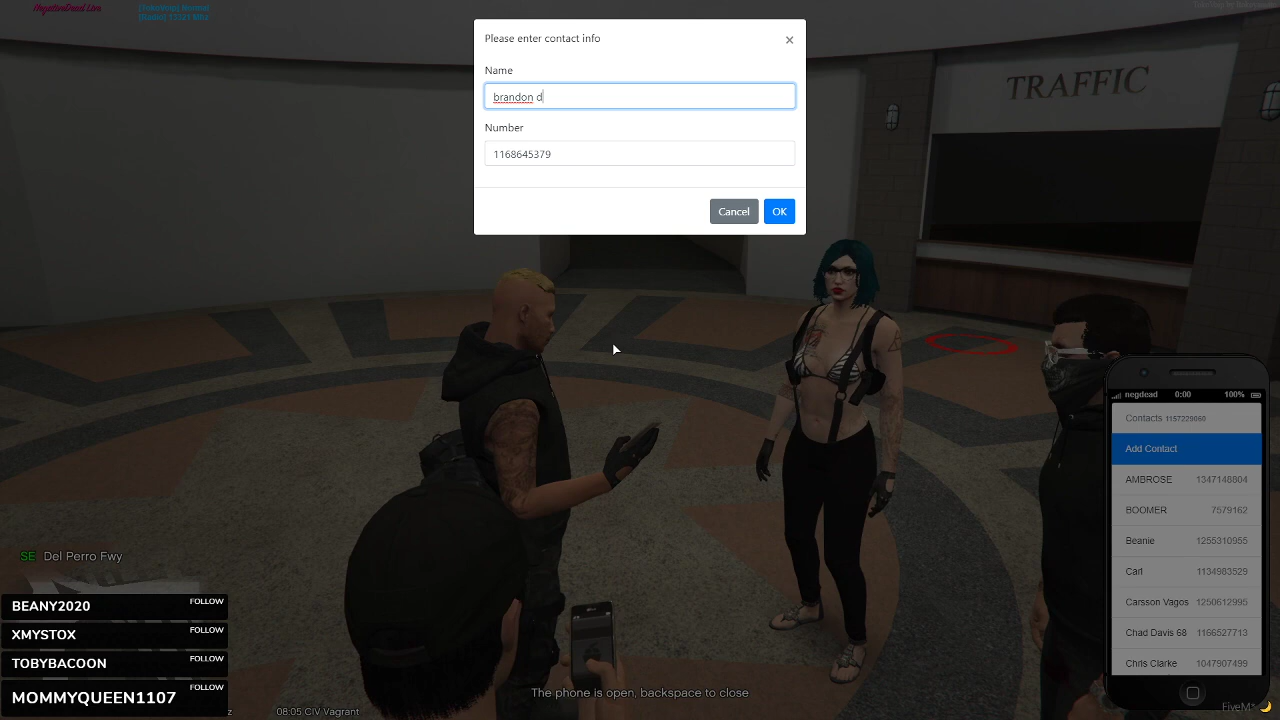 NegativeDead Live
Please enter contact info
×
Name
brandon d
Number
1168645379
Cancel
OK
TRAFFIC
negdead 0:00 100%
Contacts 1157229060
Add Contact
AMBROSE 1347148804
BOOMER 7579162
Beanie 1255310955
Carl 1134983529
Carsson Vagos 1250612995
Chad Davis 68 1166527713
Chris Clarke 1047907499
SE Del Perro Fwy
BEANY2020 FOLLOW
XMYSTOX FOLLOW
TOBYBACOON FOLLOW
MOMMYQUEEN1107 FOLLOW
The phone is open, backspace to close
08:05 CIV Vagrant
FiveM